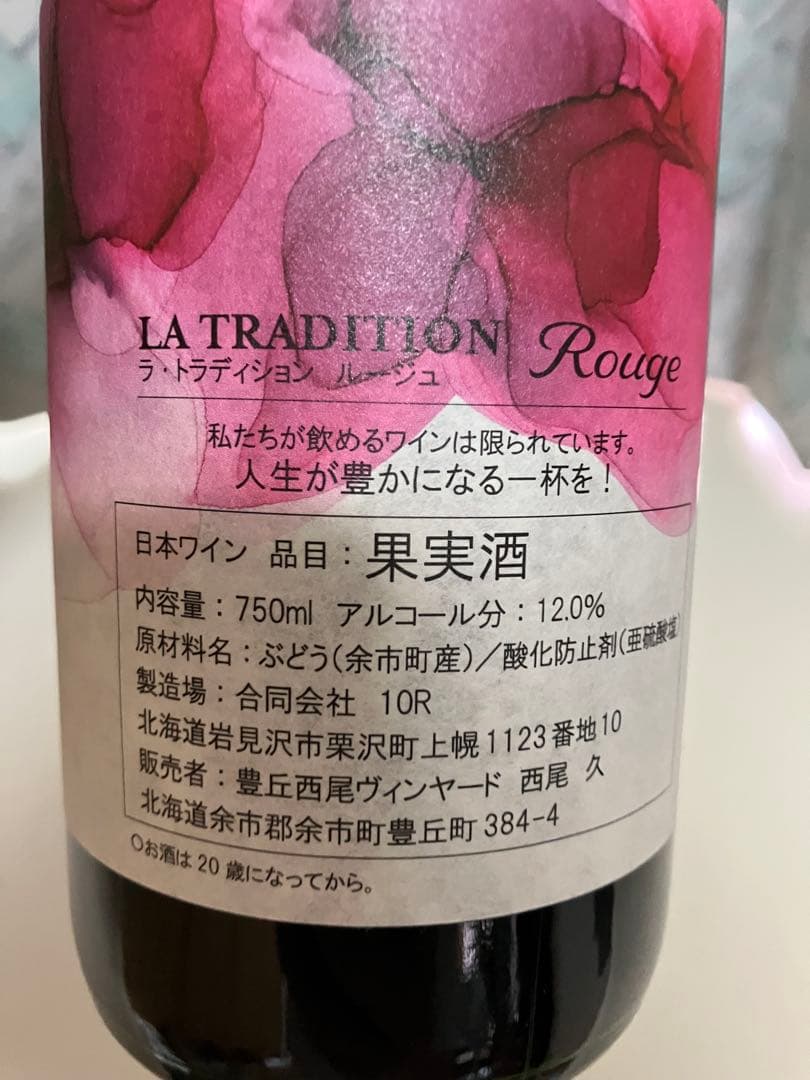 LA TRADITION Rouge
ラ・トラディション ルージュ
私たちが飲めるワインは限られています。
人生が豊かになる一杯を！
日本ワイン 品目：果実酒
内容量：750ml アルコール分：12.0%
原材料名：ぶどう(余市町産)／酸化防止剤(亜硫酸塩)
製造場：合同会社 10R
北海道岩見沢市栗沢町上幌1123番地10
販売者：豊丘西尾ヴィンヤード 西尾 久
北海道余市郡余市町豊丘町384-4
〇お酒は20歳になってから。